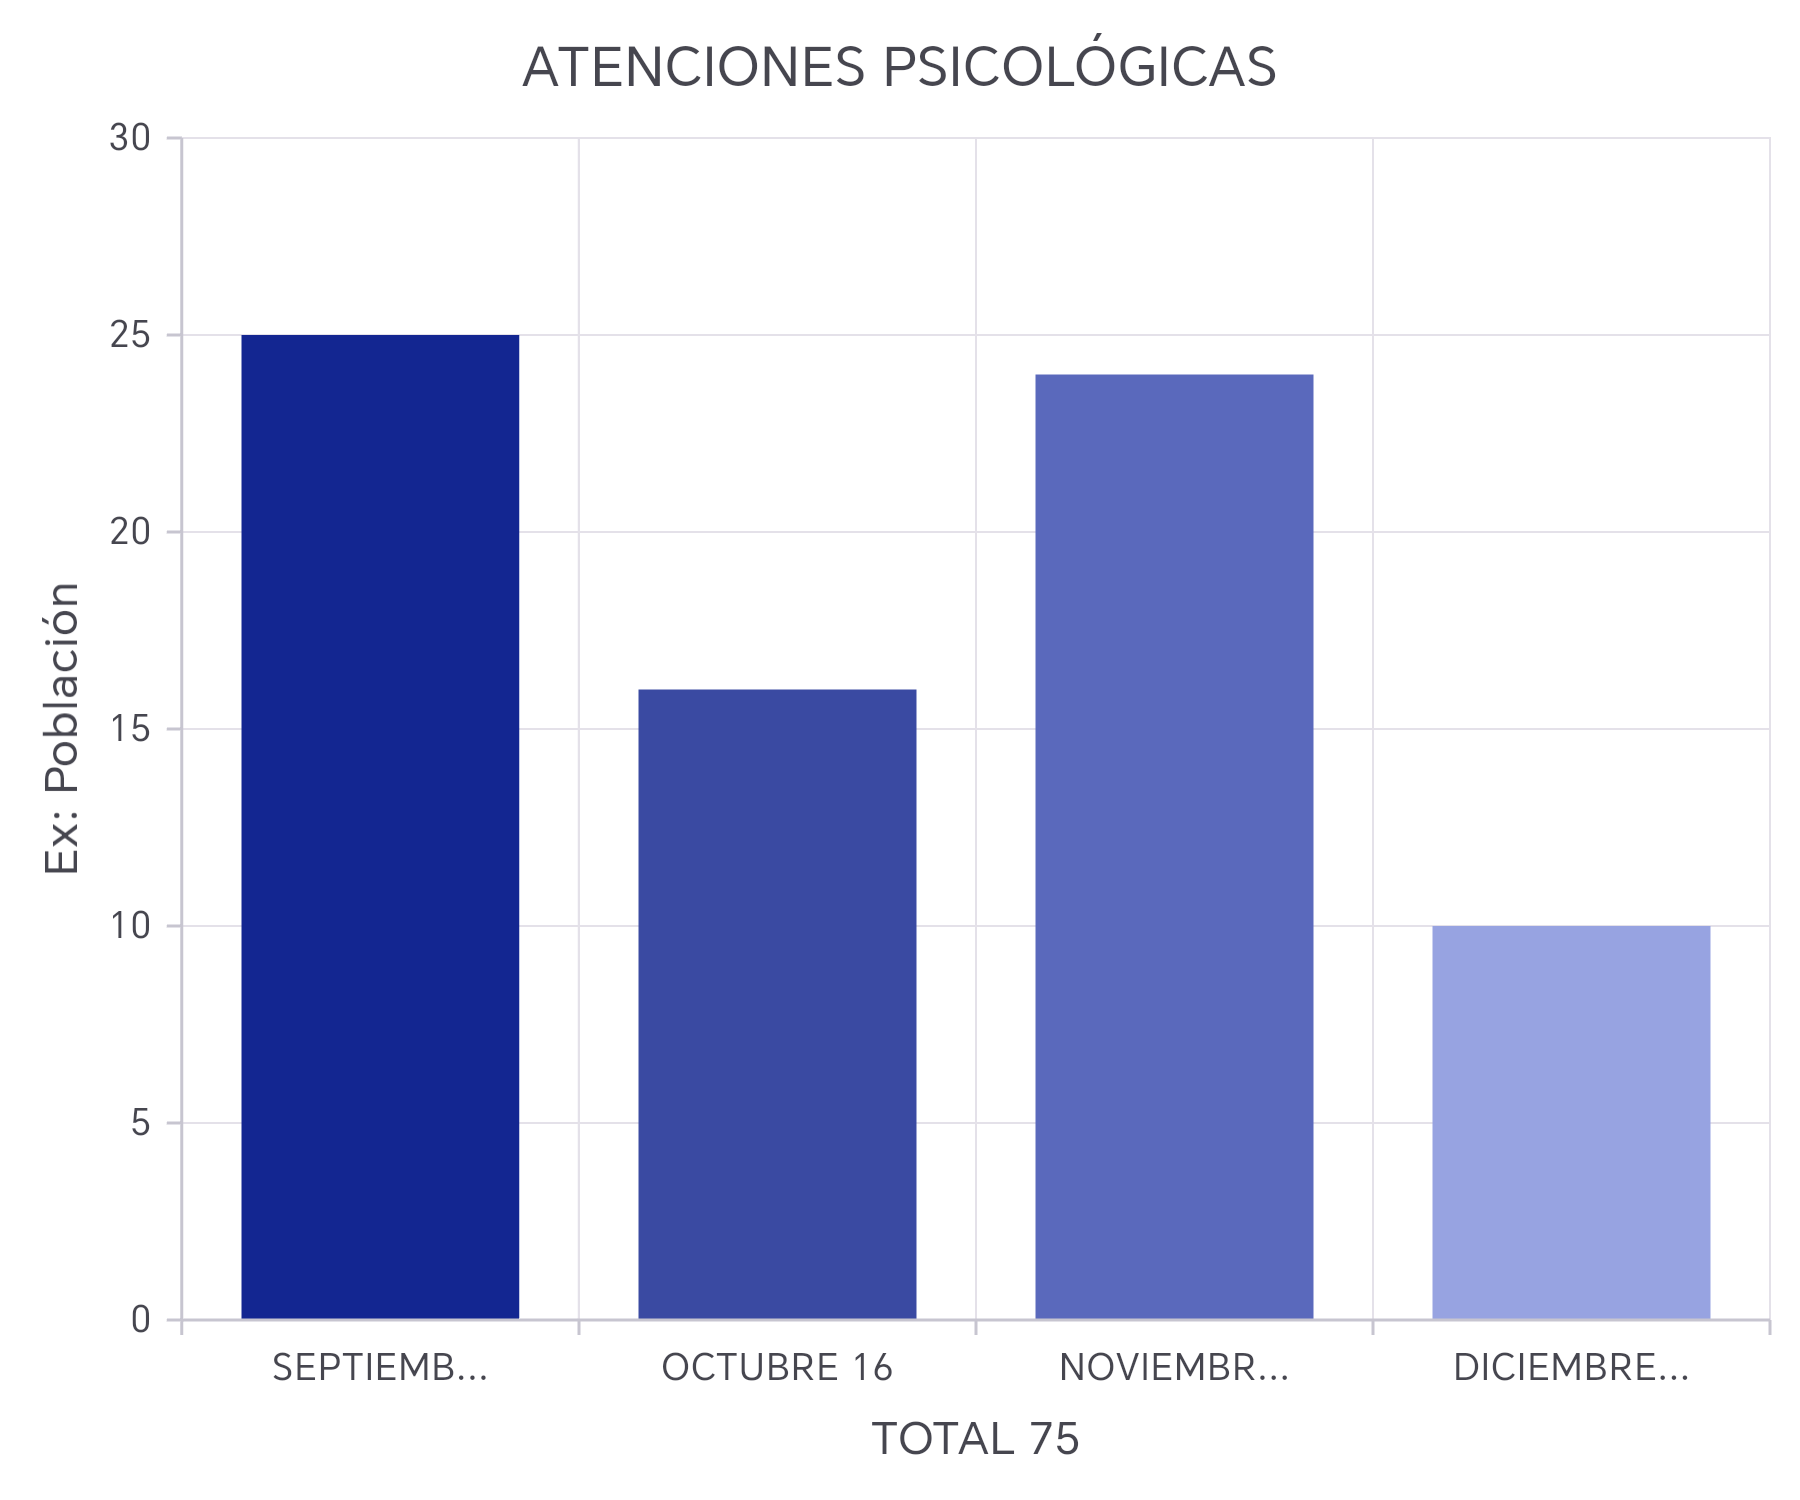 ATENCIONES PSICOLÓGICAS
30
25
20
15
10
5
0
Ex: Población
SEPTIEMB...
OCTUBRE 16
NOVIEMBR...
DICIEMBRE...
TOTAL 75